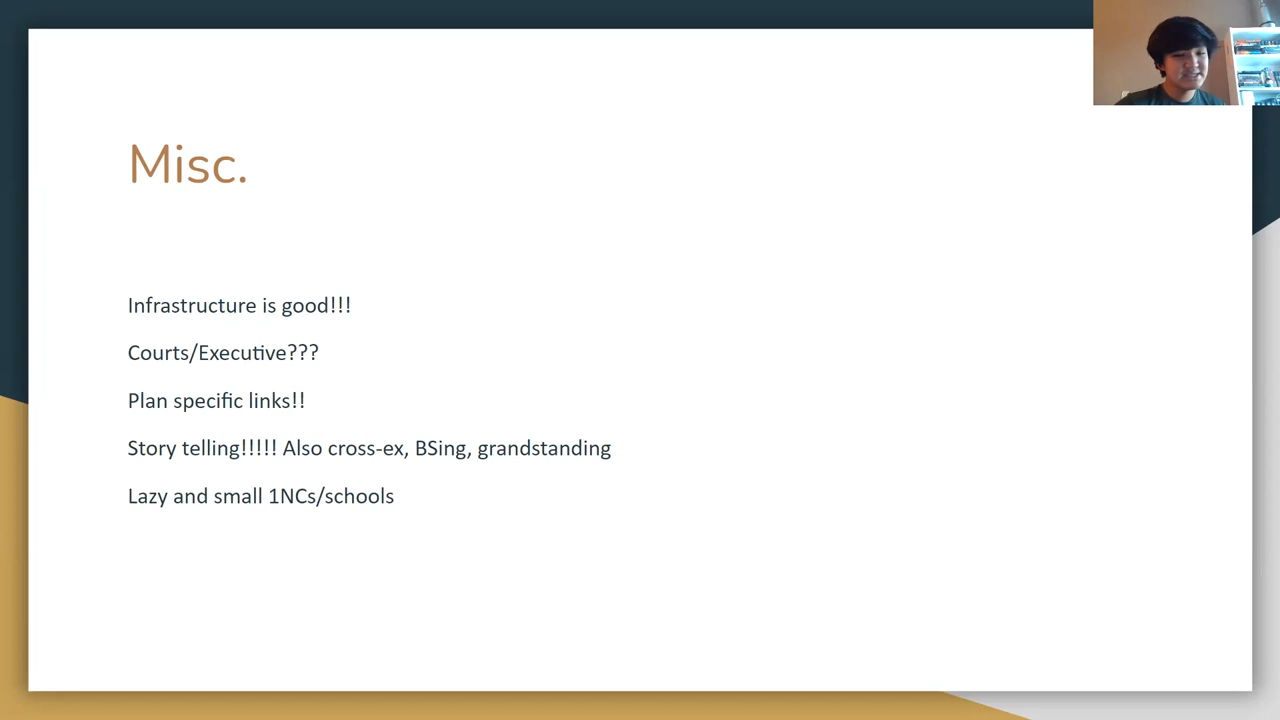 Misc.
Infrastructure is good!!!
Courts/Executive???
Plan specific links!!
Story telling!!!!! Also cross-ex, BSing, grandstanding
Lazy and small 1NCs/schools